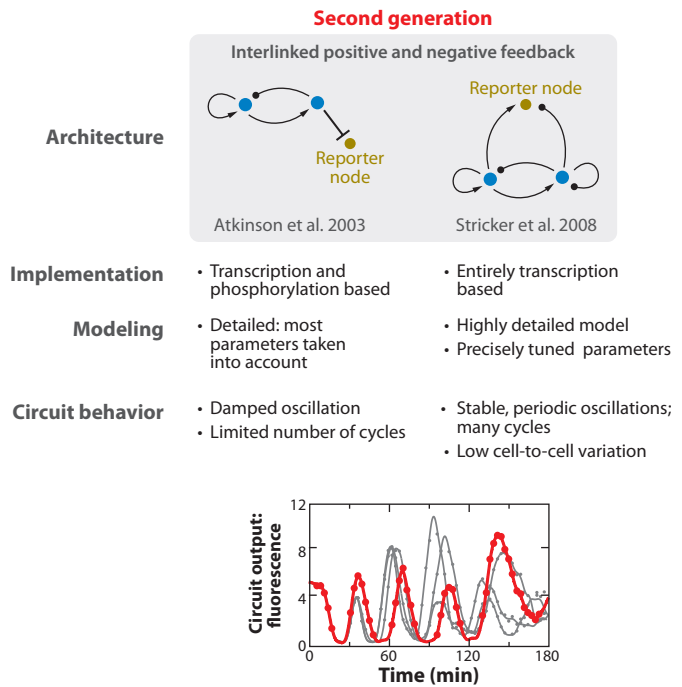 Second generation
Interlinked positive and negative feedback
Architecture
Reporter
node
Atkinson et al. 2003
Reporter node
Stricker et al. 2008
Implementation
• Transcription and
phosphorylation based
• Entirely transcription
based
Modeling
• Detailed: most
parameters taken
into account
• Highly detailed model
• Precisely tuned parameters
Circuit behavior
• Damped oscillation
• Limited number of cycles
• Stable, periodic oscillations;
many cycles
• Low cell-to-cell variation
Circuit output:
fluorescence
12
8
4
0
0
60
120
180
Time (min)